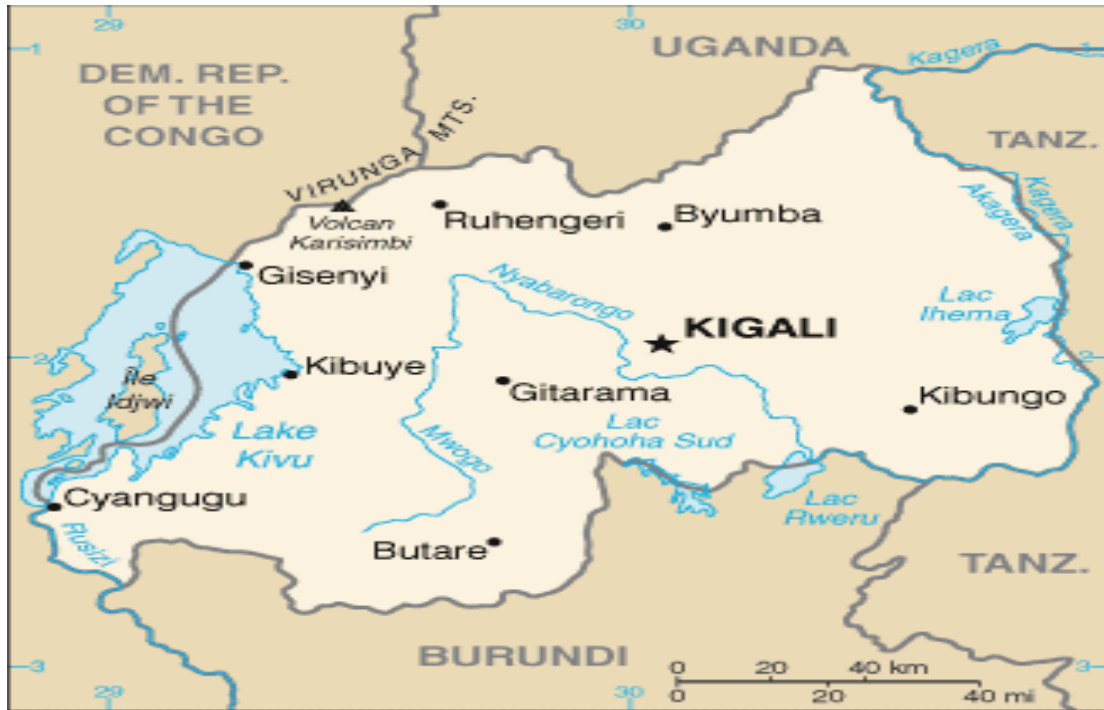 29
30
1
1
UGANDA
Kagera
DEM. REP.
OF THE
CONGO
TANZ.
VIRUNGA MTS.
Volcan
Karisimbi
Ruhengeri
Byumba
Kagera
Akagera
Gisenyi
Nyabarongo
Lac
Ihema
KIGALI
2
2
Île
Idjwi
Kibuye
Gitarama
Kibungo
Lake
Kivu
Mwogo
Lac
Cyohoha Sud
Cyangugu
Lac
Rweru
Rusizi
Butare
TANZ.
BURUNDI
0 20 40 km
0 20 40 mi
3
3
29
30